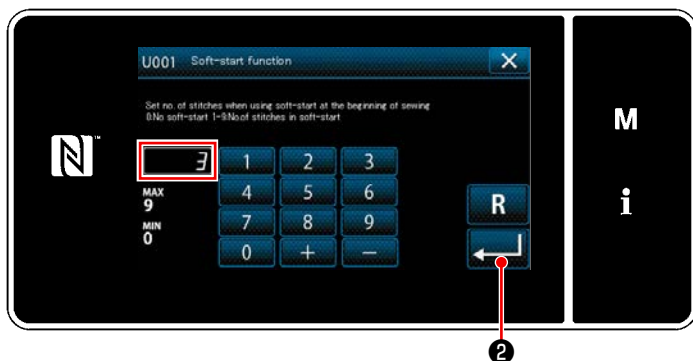 U001 Soft-start function
Set no. of stitches when using soft-start at the beginning of sewing
0:No soft-start 1-9:No.of stitches in soft-start
M
3
1 2 3
MAX
9
4 5 6
R
i
MIN
0
7 8 9
0 + −
❷